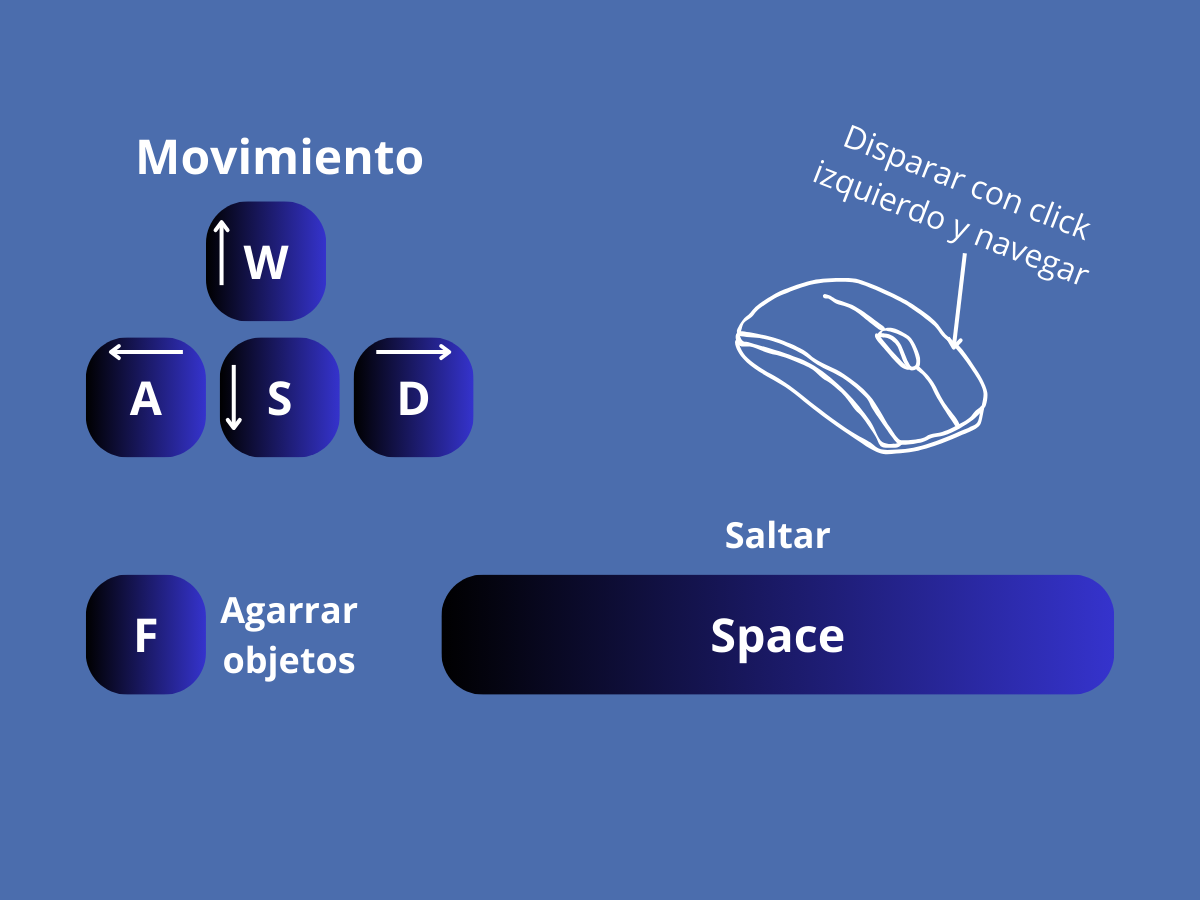 Movimiento
W
A
S
D
Disparar con click
izquierdo y navegar
F
Agarrar
objetos
Saltar
Space